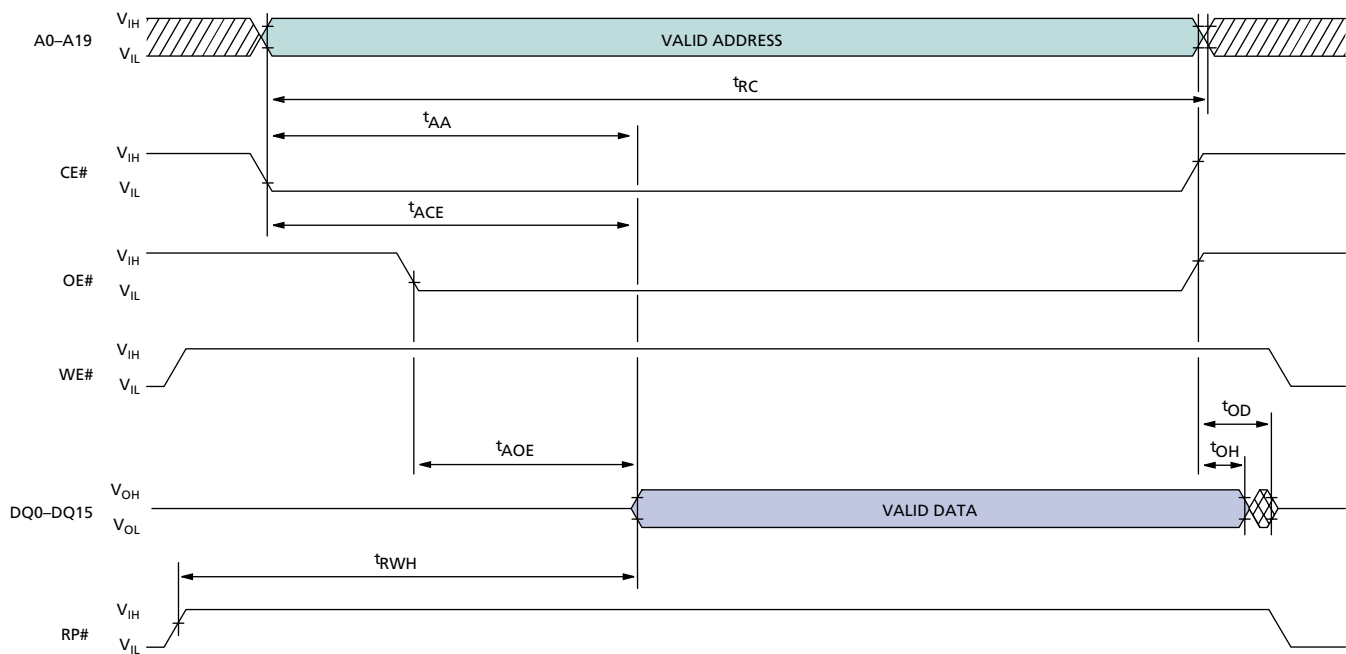 VIH
A0–A19
VALID ADDRESS
VIL
tRC
tAA
VIH
CE#
VIL
tACE
VIH
OE#
VIL
VIH
WE#
VIL
tOD
tAOE
tOH
VOH
DQ0–DQ15
VALID DATA
VOL
tRWH
VIH
RP#
VIL